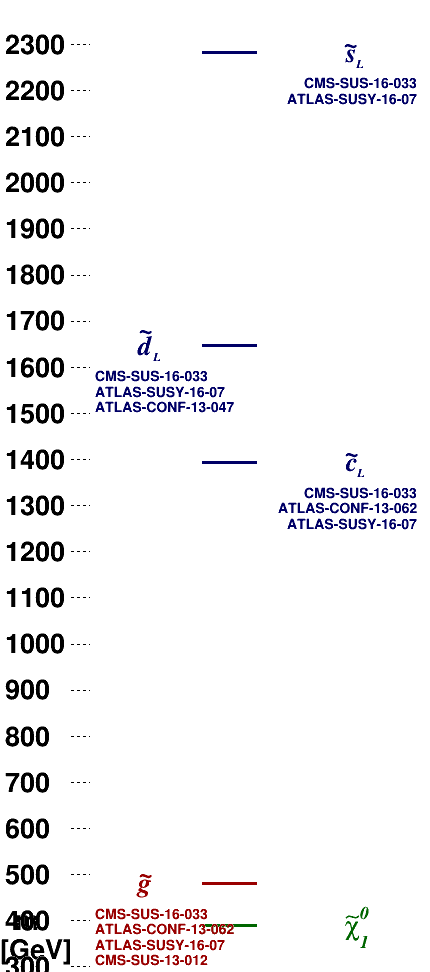 2300
s̃L
CMS-SUS-16-033
ATLAS-SUSY-16-07
2200
2100
2000
1900
1800
1700
d̃L
1600
CMS-SUS-16-033
ATLAS-SUSY-16-07
ATLAS-CONF-13-047
1500
1400
c̃L
CMS-SUS-16-033
ATLAS-CONF-13-062
ATLAS-SUSY-16-07
1300
1200
1100
1000
900
800
700
600
500
g̃
CMS-SUS-16-033
ATLAS-CONF-13-062
ATLAS-SUSY-16-07
CMS-SUS-13-012
400
χ̃01
m
[GeV]
300